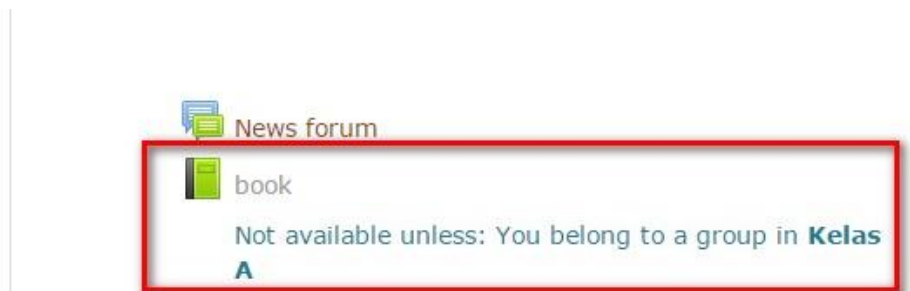 News forum
book
Not available unless: You belong to a group in Kelas
A